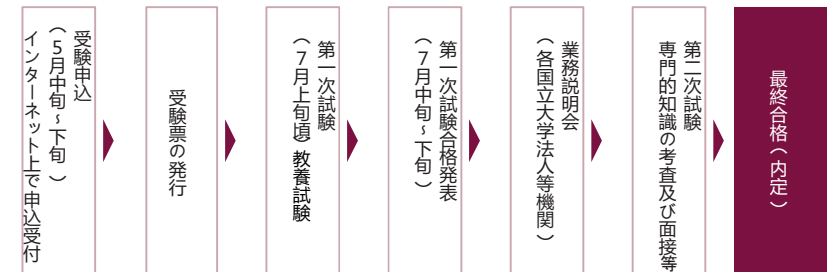 受験申込
（5月中旬～下旬）
インターネット上で申込受付
受験票の発行
第一次試験
（7月上旬頃）教養試験
第一次試験合格発表
（7月中旬～下旬）
業務説明会
（各国立大学法人等機関）
第二次試験
専門的知識の考査及び面接等
最終合格（内定）